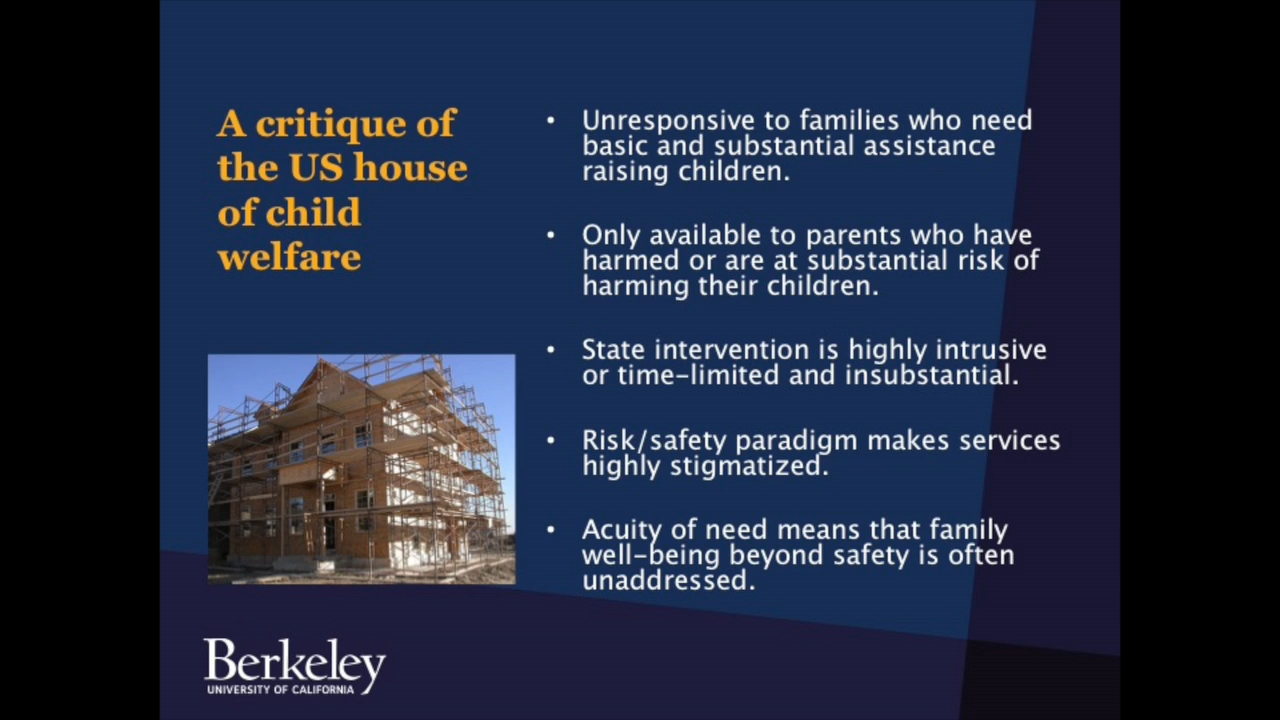 A critique of
the US house
of child
welfare
• Unresponsive to families who need
basic and substantial assistance
raising children.
• Only available to parents who have
harmed or are at substantial risk of
harming their children.
• State intervention is highly intrusive
or time-limited and insubstantial.
• Risk/safety paradigm makes services
highly stigmatized.
• Acuity of need means that family
well-being beyond safety is often
unaddressed.
Berkeley
UNIVERSITY OF CALIFORNIA